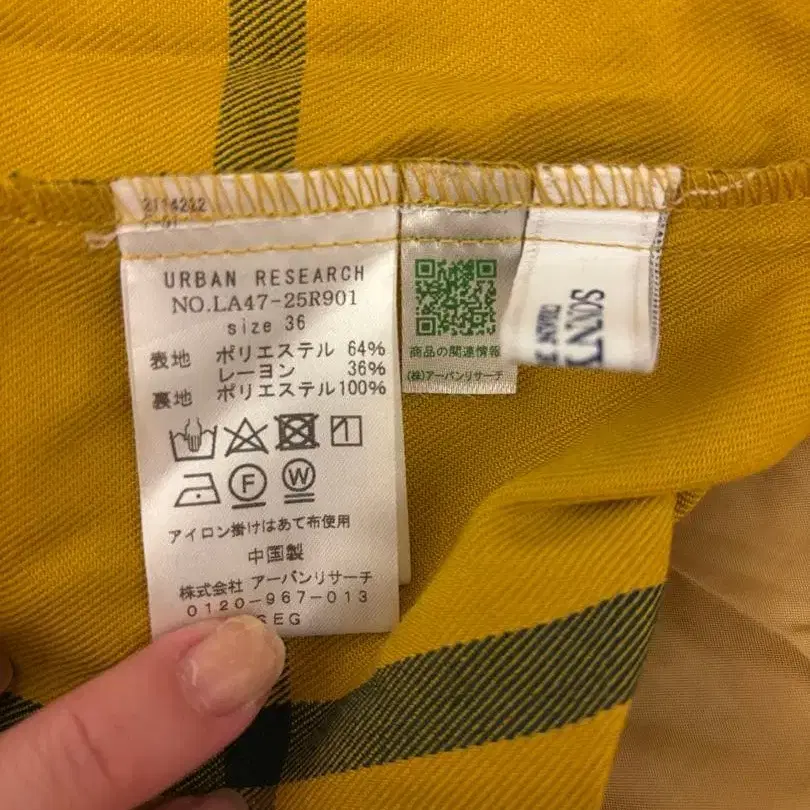 2114222
URBAN RESEARCH
NO.LA47-25R901
size 36
表地 ポリエステル 64%
レーヨン 36%
裏地 ポリエステル100%
F W
アイロン掛けはあて布使用
中国製
株式会社 アーバンリサーチ
0120-967-013
SEG
商品の関連情報
(株)アーバンリサーチ
SONNY
URBAN